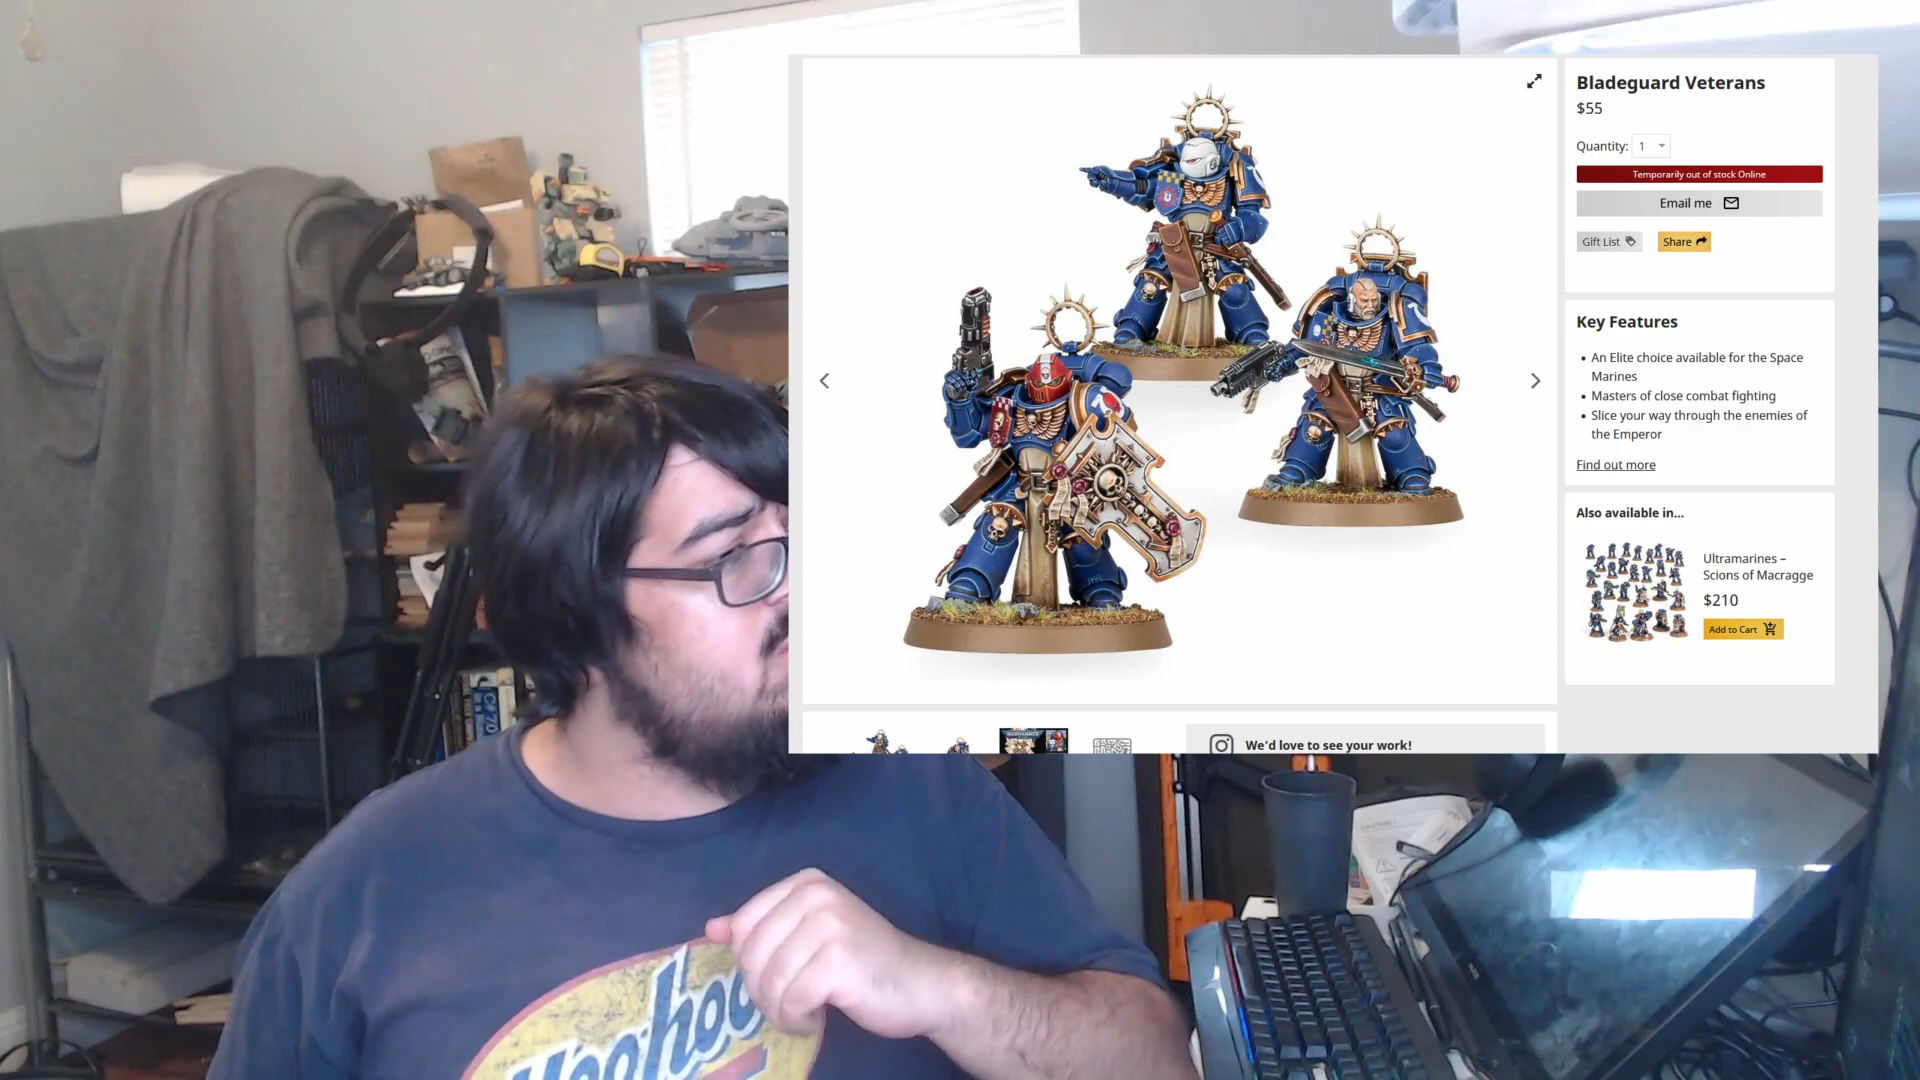 Bladeguard Veterans
$55
Quantity: 1
Temporarily out of stock Online
Email me
Gift List
Share
Key Features
• An Elite choice available for the Space
Marines
• Masters of close combat fighting
• Slice your way through the enemies of
the Emperor
Find out more
Also available in...
Ultramarines –
Scions of Macragge
$210
Add to Cart
We'd love to see your work!
WARHAMMER